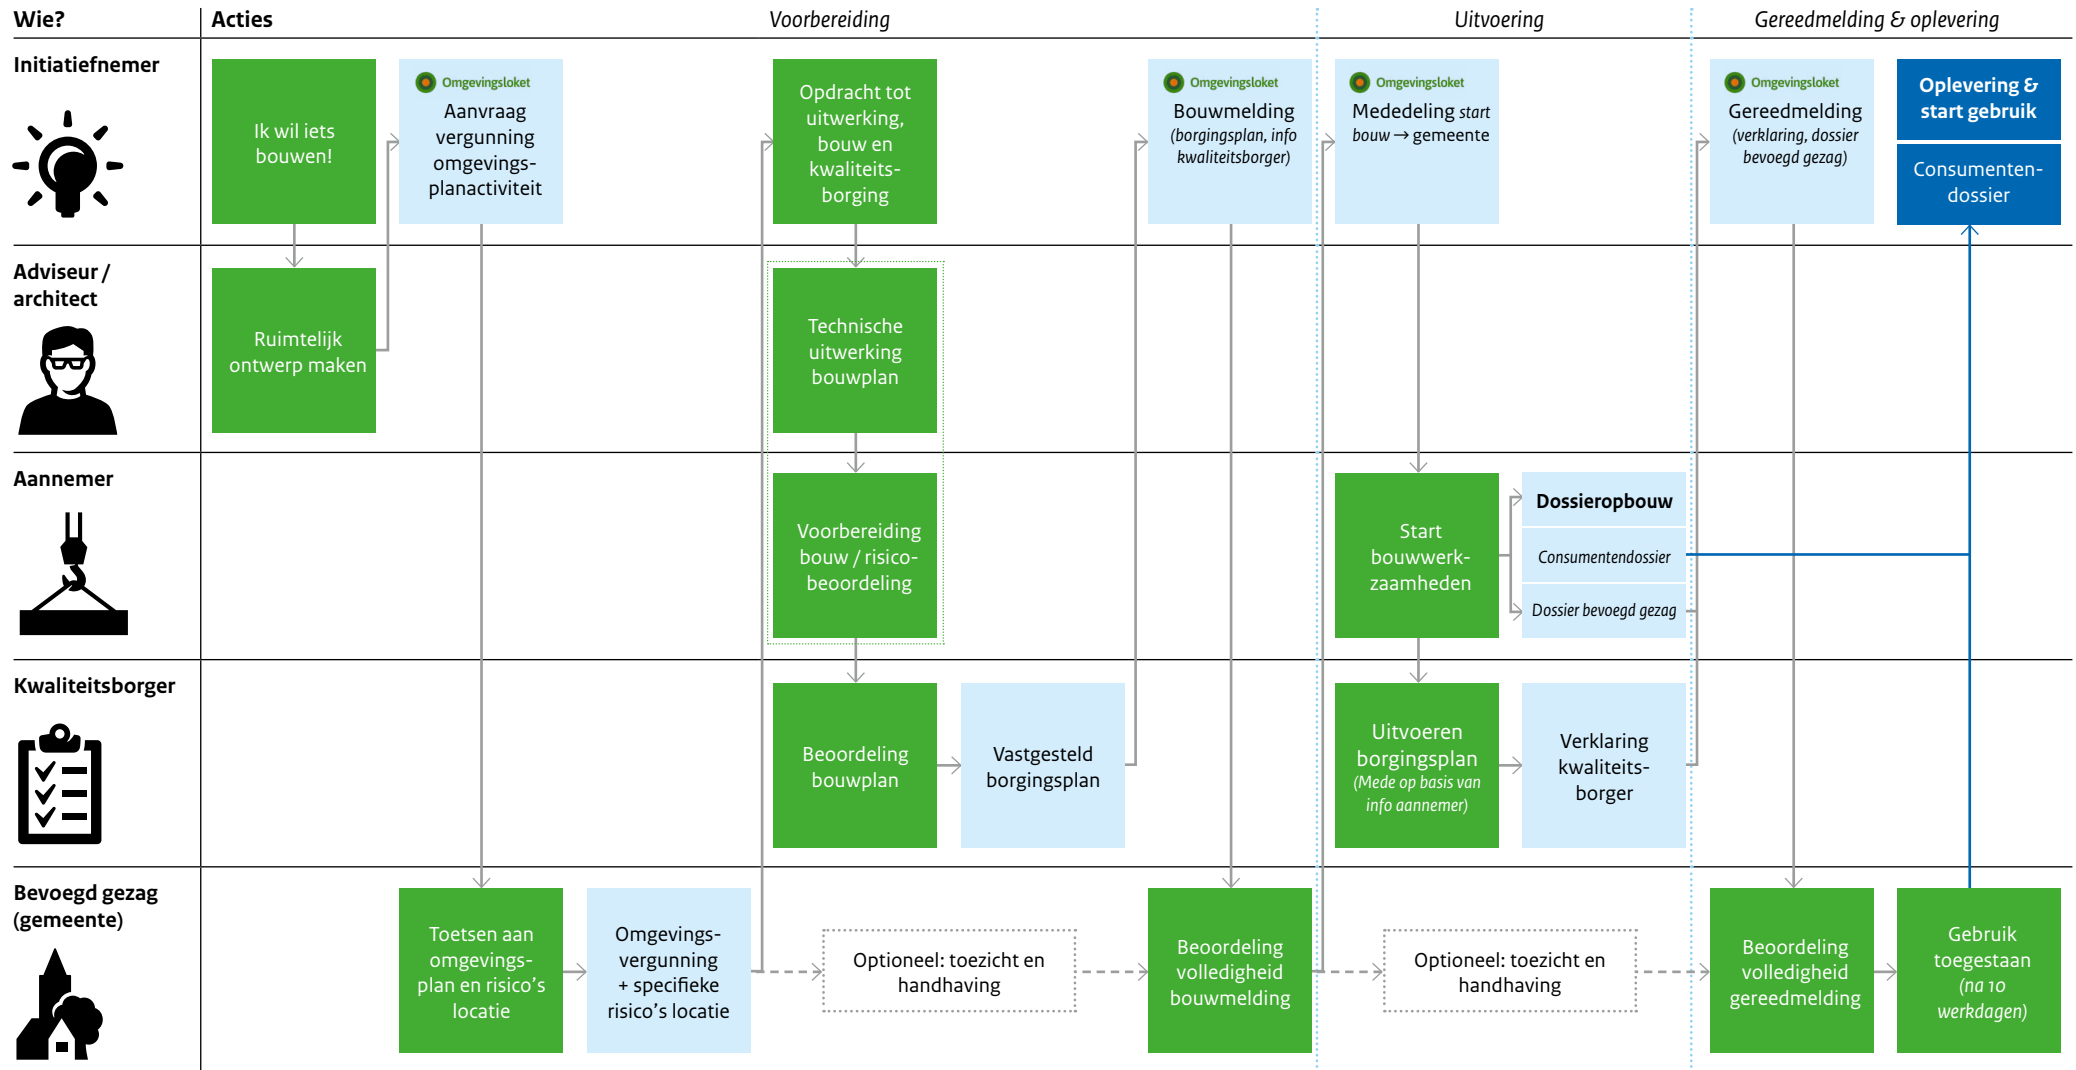 Wie?
Acties
Voorbereiding
Uitvoering
Gereedmelding & oplevering
Initiatiefnemer
Ik wil iets
bouwen!
Omgevingsloket
Aanvraag
vergunning
omgevings-
planactiviteit
Opdracht tot
uitwerking,
bouw en
kwaliteits-
borging
Omgevingsloket
Bouwmelding
(borgingsplan, info
kwaliteitsborger)
Omgevingsloket
Mededeling start
bouw → gemeente
Omgevingsloket
Gereedmelding
(verklaring, dossier
bevoegd gezag)
Oplevering &
start gebruik
Consumenten-
dossier
Adviseur /
architect
Ruimtelijk
ontwerp maken
Technische
uitwerking
bouwplan
Aannemer
Voorbereiding
bouw / risico-
beoordeling
Start
bouwwerk-
zaamheden
Dossieropbouw
Consumentendossier
Dossier bevoegd gezag
Kwaliteitsborger
Beoordeling
bouwplan
Vastgesteld
borgingsplan
Uitvoeren
borgingsplan
(Mede op basis van
info aannemer)
Verklaring
kwaliteits-
borger
Bevoegd gezag
(gemeente)
Toetsen aan
omgevings-
plan en risico's
locatie
Omgevings-
vergunning
+ specifieke
risico's locatie
Optioneel: toezicht en
handhaving
Beoordeling
volledigheid
bouwmelding
Optioneel: toezicht en
handhaving
Beoordeling
volledigheid
gereedmelding
Gebruik
toegestaan
(na 10
werkdagen)